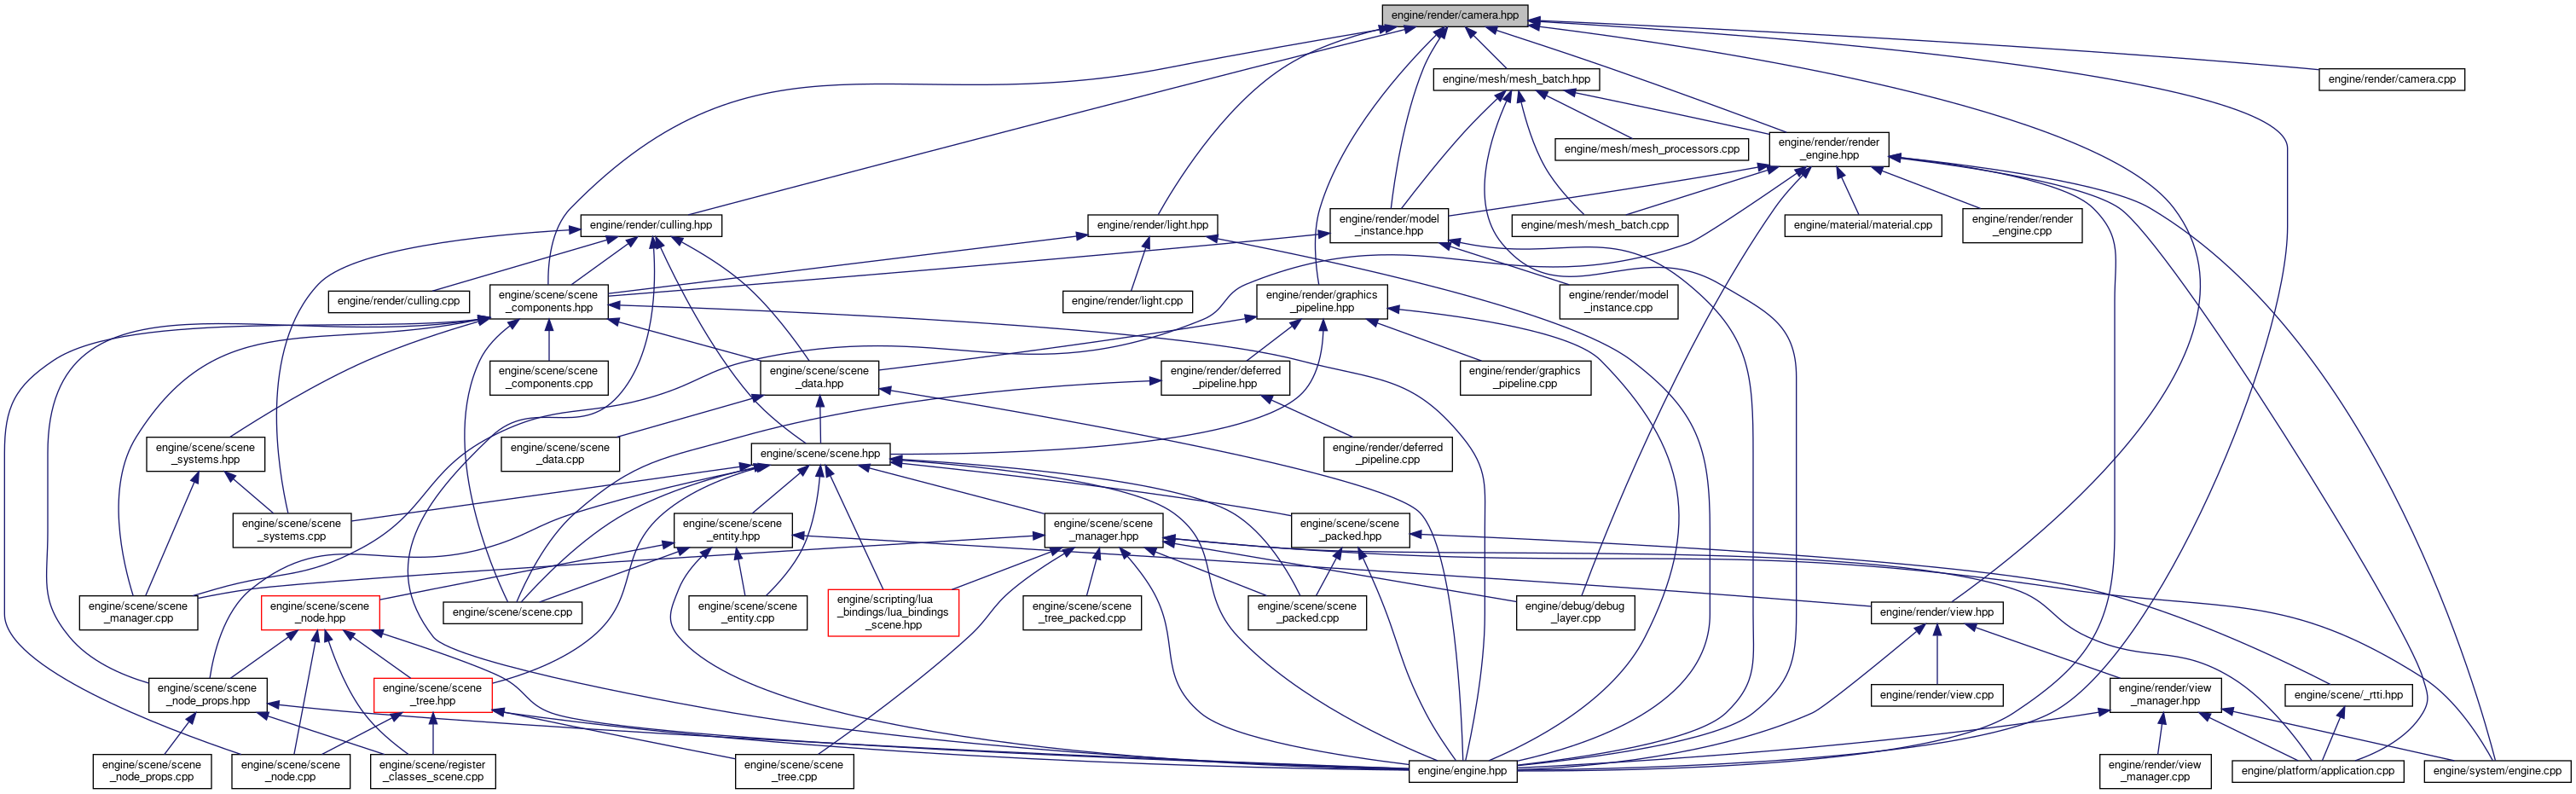 engine/render/camera.hpp
engine/mesh/mesh_batch.hpp
engine/render/camera.cpp
engine/mesh/mesh_processors.cpp
engine/render/render
_engine.hpp
engine/render/culling.hpp
engine/render/light.hpp
engine/render/model
_instance.hpp
engine/mesh/mesh_batch.cpp
engine/material/material.cpp
engine/render/render
_engine.cpp
engine/render/culling.cpp
engine/scene/scene
_components.hpp
engine/render/light.cpp
engine/render/graphics
_pipeline.hpp
engine/render/model
_instance.cpp
engine/scene/scene
_components.cpp
engine/scene/scene
_data.hpp
engine/render/deferred
_pipeline.hpp
engine/render/graphics
_pipeline.cpp
engine/scene/scene
_systems.hpp
engine/scene/scene
_data.cpp
engine/scene/scene.hpp
engine/render/deferred
_pipeline.cpp
engine/scene/scene
_systems.cpp
engine/scene/scene
_entity.hpp
engine/scene/scene
_manager.hpp
engine/scene/scene
_packed.hpp
engine/scene/scene
_manager.cpp
engine/scene/scene
_node.hpp
engine/scene/scene.cpp
engine/scene/scene
_entity.cpp
engine/scripting/lua
_bindings/lua_bindings
_scene.hpp
engine/scene/scene
_tree_packed.cpp
engine/scene/scene
_packed.cpp
engine/debug/debug
_layer.cpp
engine/render/view.hpp
engine/scene/scene
_node_props.hpp
engine/scene/scene
_tree.hpp
engine/render/view.cpp
engine/render/view
_manager.hpp
engine/scene/_rtti.hpp
engine/scene/scene
_node_props.cpp
engine/scene/scene
_node.cpp
engine/scene/register
_classes_scene.cpp
engine/scene/scene
_tree.cpp
engine/engine.hpp
engine/render/view
_manager.cpp
engine/platform/application.cpp
engine/system/engine.cpp